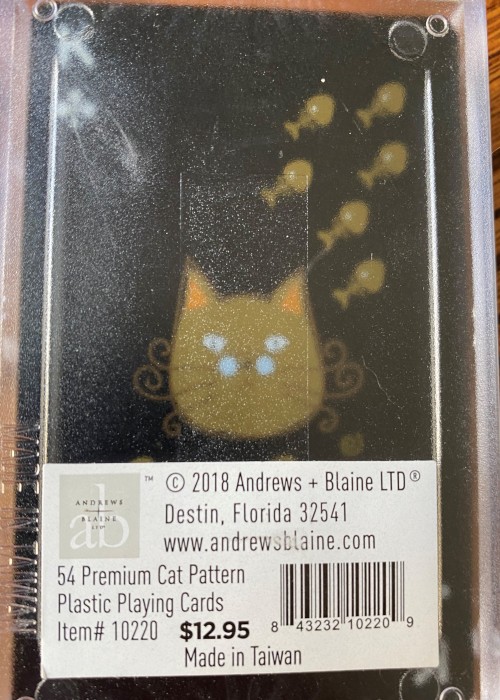 ANDREWS
+
BLAINE
LTD
ab
™
© 2018 Andrews + Blaine LTD®
Destin, Florida 32541
www.andrewsblaine.com
54 Premium Cat Pattern
Plastic Playing Cards
Item# 10220 $12.95
8 43232 10220 9
Made in Taiwan